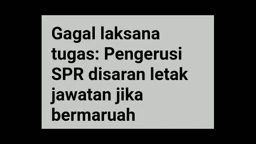 Gagal laksana
tugas: Pengerusi
SPR disaran letak
jawatan jika
bermaruah